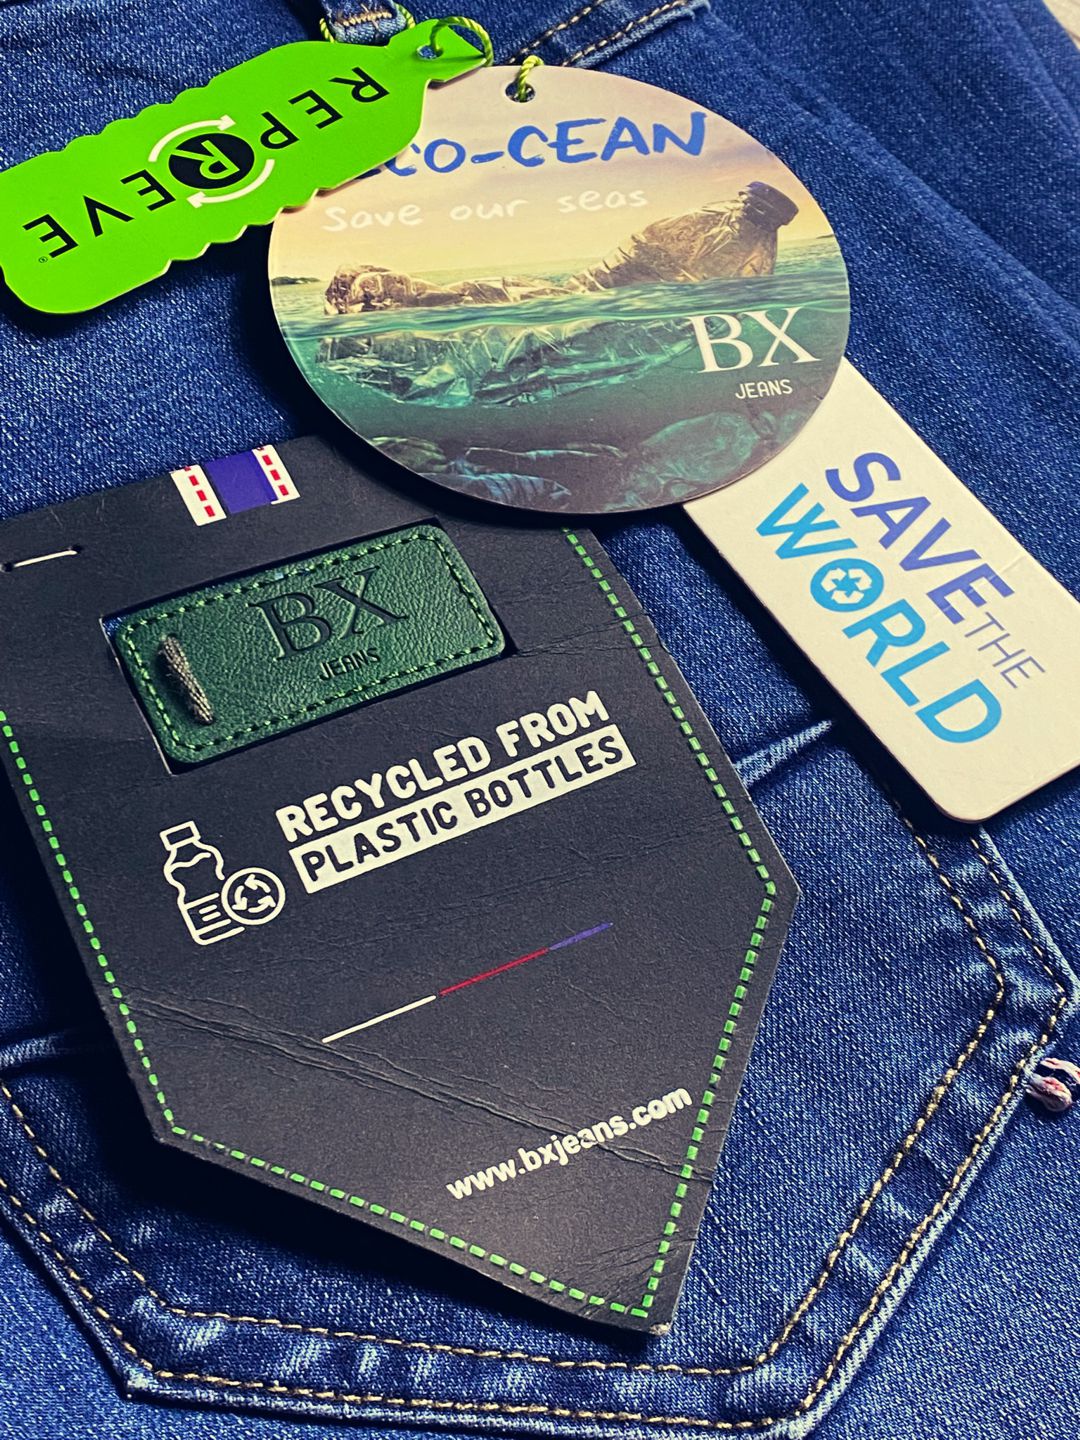 REPREVE®
CO-CEAN
Save our seas
BX
JEANS
SAVE
THE
WORLD
BX
JEANS
RECYCLED FROM
PLASTIC BOTTLES
www.bxjeans.com